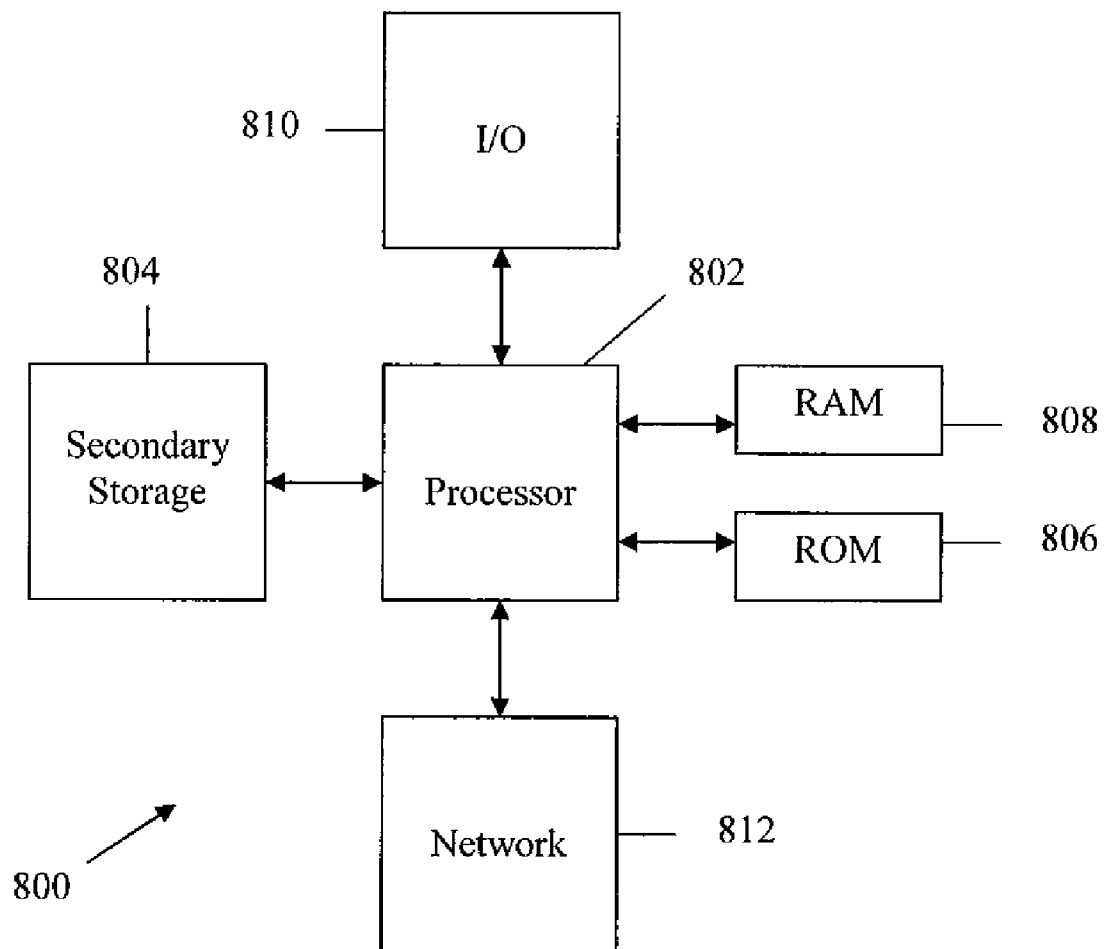 810
I/O
804
802
Secondary
Storage
Processor
RAM
808
ROM
806
Network
812
800